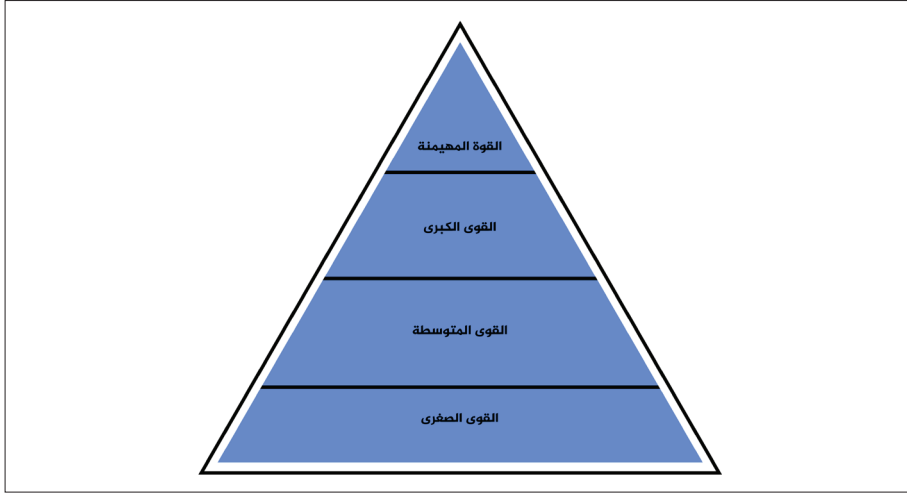 القوة المهيمنة
القوى الكبرى
القوى المتوسطة
القوى الصغرى